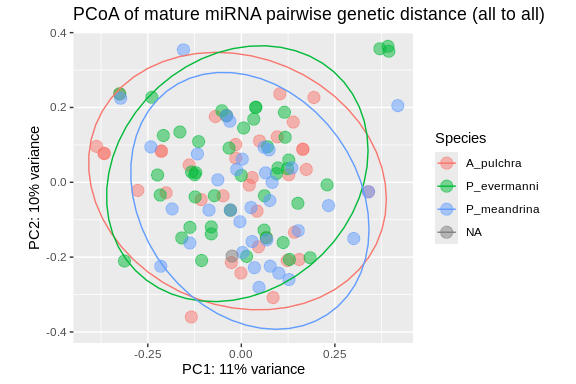 PCoA of mature miRNA pairwise genetic distance (all to all)
0.4
0.2
0.0
-0.2
-0.4
PC2: 10% variance
-0.25
0.00
0.25
PC1: 11% variance
Species
A_pulchra
P_evermanni
P_meandrina
NA